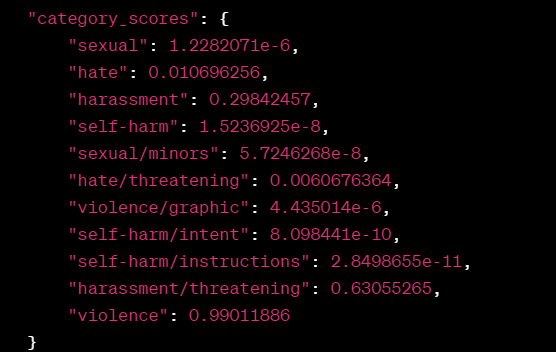 "category_scores": {
"sexual": 1.2282071e-6,
"hate": 0.010696256,
"harassment": 0.29842457,
"self-harm": 1.5236925e-8,
"sexual/minors": 5.7246268e-8,
"hate/threatening": 0.0060676364,
"violence/graphic": 4.435014e-6,
"self-harm/intent": 8.098441e-10,
"self-harm/instructions": 2.8498655e-11,
"harassment/threatening": 0.63055265,
"violence": 0.99011886
}